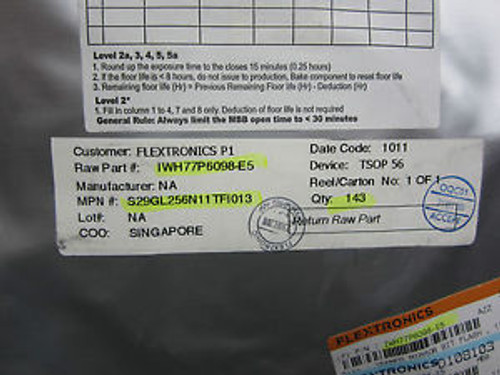 Level 2a, 3, 4, 5, 5a
1. Round up the exposure time to the closes 15 minutes (0.25 hours)
2. If the floor life is < 8 hours, do not issue to production, Bake component to reset floor life
3. Remaining floor life (Hr) = Previous Remaining Floor life (Hr) - Deduction (Hr)
Level 2*
1. Fill in column 1 to 4, 7 and 8 only. Deduction of floor life is not required
General Rule: Always limit the MSB open time to < 30 minutes
Customer: FLEXTRONICS P1
Date Code: 1011
Raw Part #: IWH77P6098-E5
Device: TSOP 56
Manufacturer: NA
Reel/Carton No: 1 OF 1
MPN #: S29GL256N11TFI013
Qty: 143
Lot#: NA
Return Raw Part
COO: SINGAPORE
OQC31
ACCEPT
FLEXTRONICS
A2Z
IWH77P6098-E5
0108103